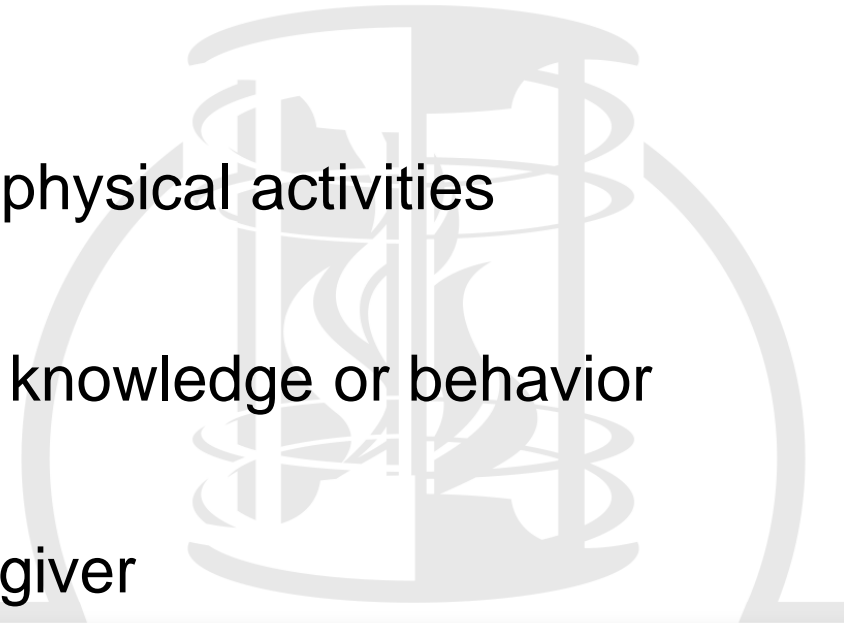 physical activities
knowledge or behavior
giver